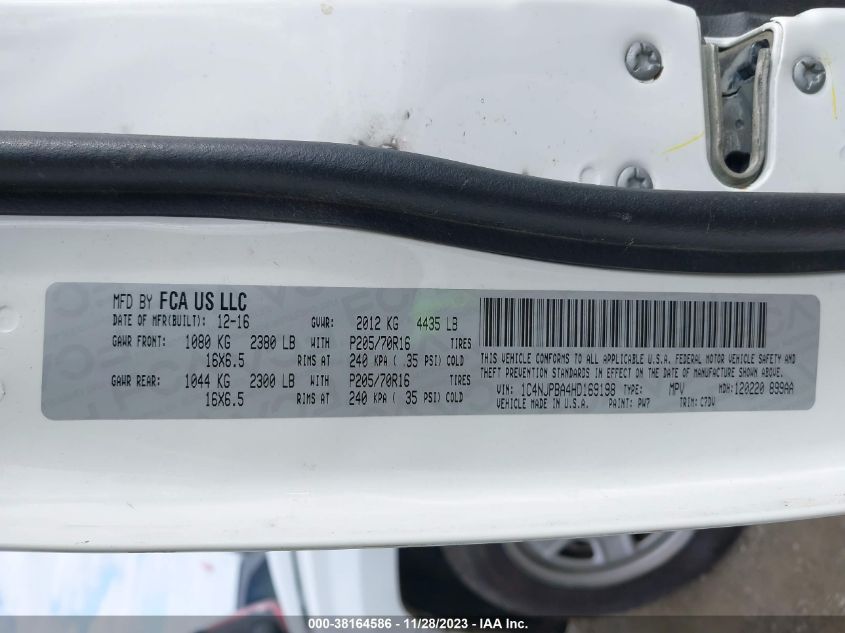 MFD BY FCA US LLC
DATE OF MFR(BUILT): 12-16 GVWR: 2012 KG 4435 LB
GAWR FRONT: 1080 KG 2380 LB WITH P205/70R16 TIRES
16X6.5 RIMS AT 240 KPA ( 35 PSI) COLD
GAWR REAR: 1044 KG 2300 LB WITH P205/70R16 TIRES
16X6.5 RIMS AT 240 KPA ( 35 PSI) COLD
THIS VEHICLE CONFORMS TO ALL APPLICABLE U.S.A. FEDERAL MOTOR VEHICLE SAFETY AND
THEFT PREVENTION STANDARDS IN EFFECT ON THE DATE OF MANUFACTURE SHOWN ABOVE.
VIN: 1C4NJPBA4HD169198 TYPE: MPV MDH: 120220 899AA
VEHICLE MADE IN U.S.A. PAINT: PW7 TRIM: C7DV
000-38164586 - 11/28/2023 - IAA Inc.